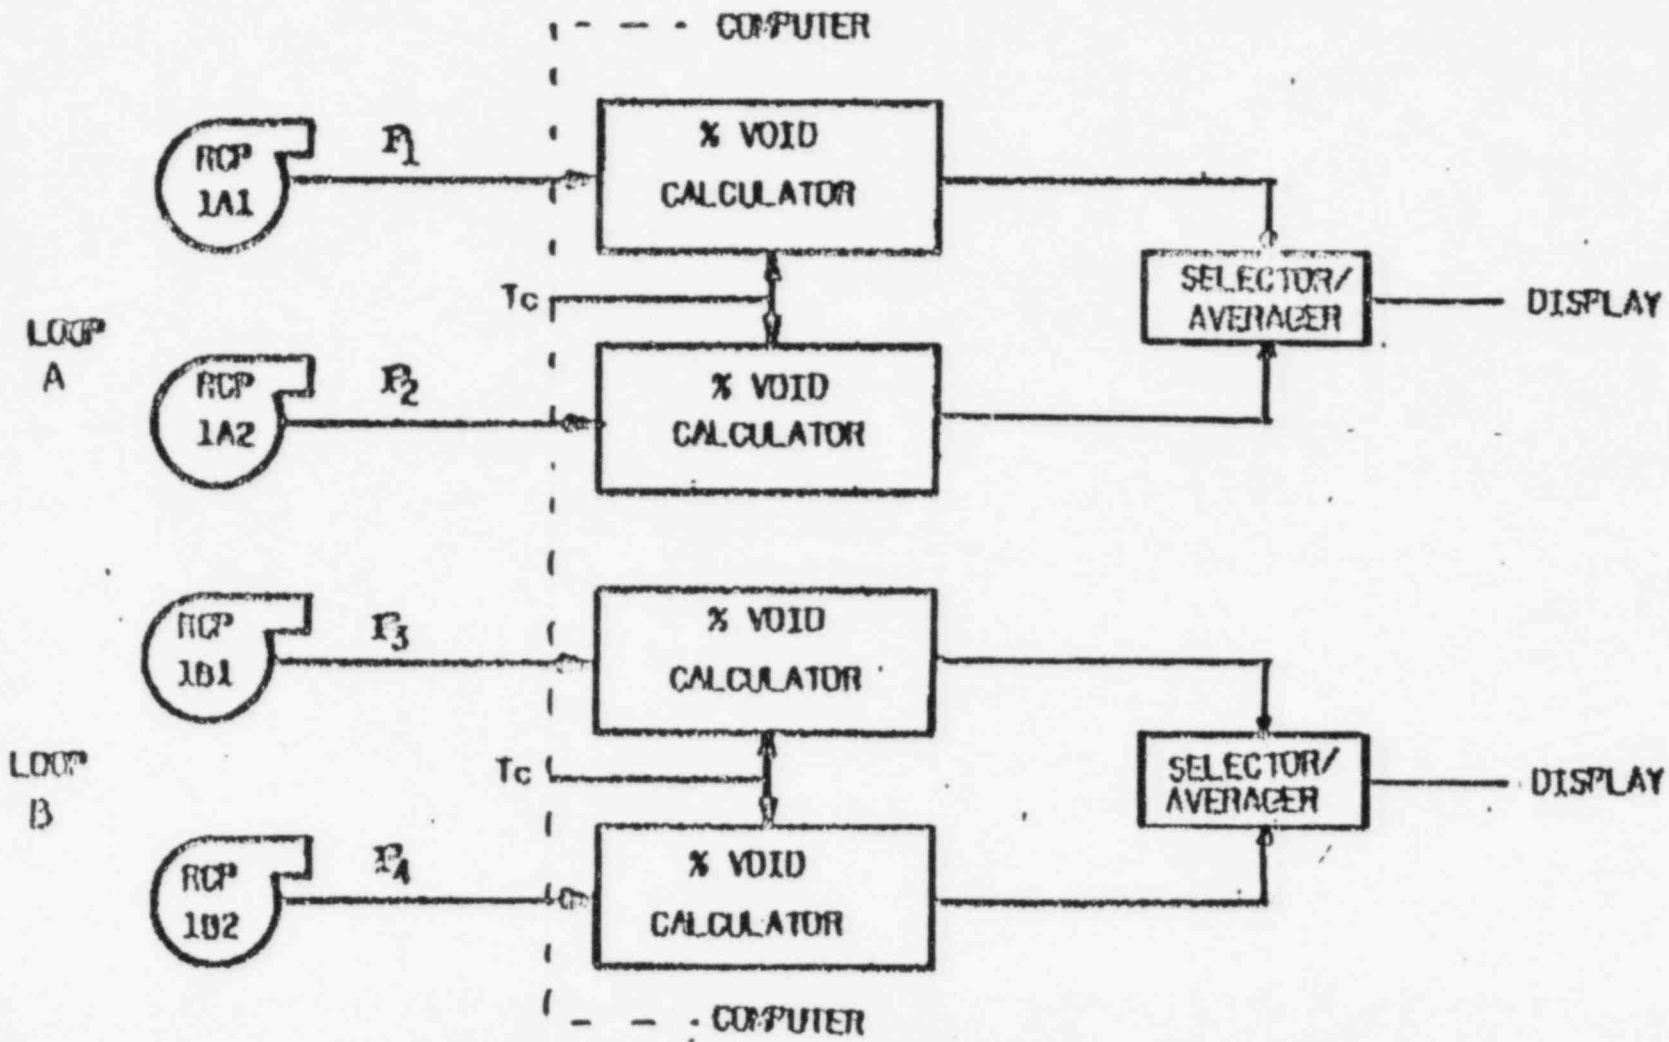 COMPUTER
RCP
1A1
P1
% VOID
CALCULATOR
Tc
SELECTOR/
AVERAGER
DISPLAY
LOOP
A
RCP
1A2
P2
% VOID
CALCULATOR
RCP
1B1
P3
% VOID
CALCULATOR
Tc
SELECTOR/
AVERAGER
DISPLAY
LOOP
B
RCP
1B2
P4
% VOID
CALCULATOR
COMPUTER